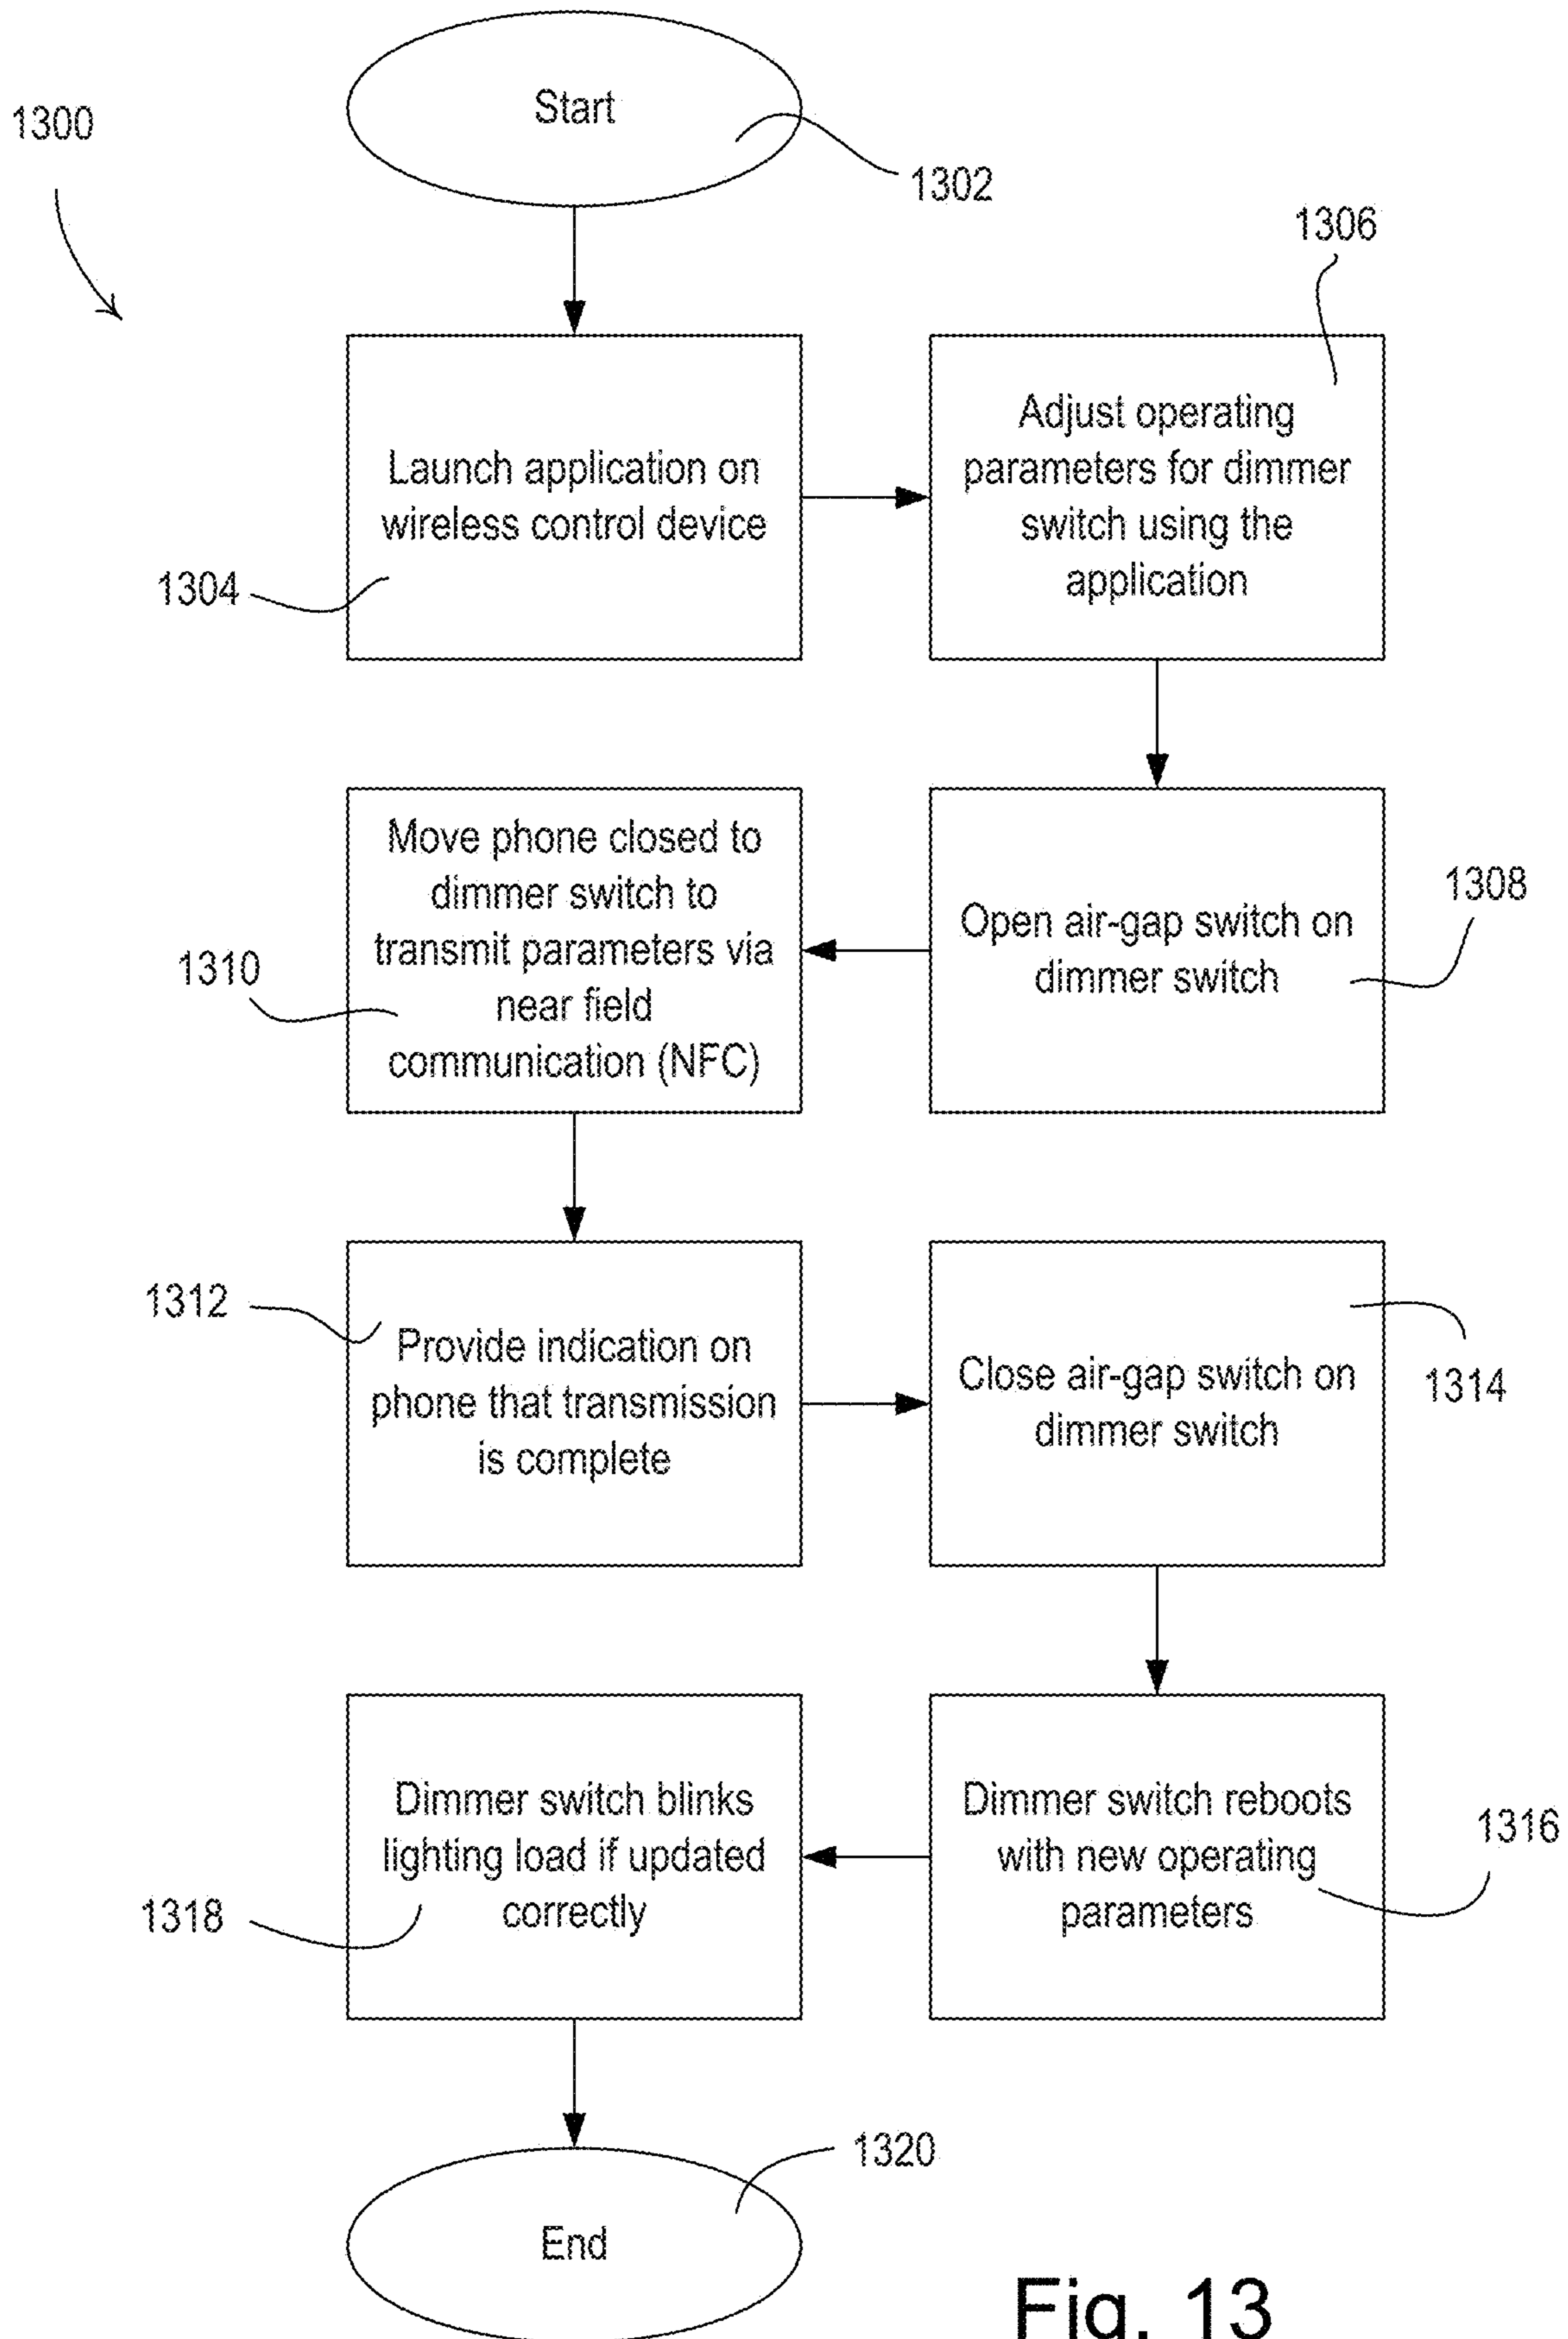 Start
1300
1302
1306
Launch application on
wireless control device
1304
Adjust operating
parameters for dimmer
switch using the
application
Open air-gap switch on
dimmer switch
1308
Move phone closed to
dimmer switch to
transmit parameters via
near field
communication (NFC)
1310
1312
Provide indication on
phone that transmission
is complete
Close air-gap switch on
dimmer switch
1314
Dimmer switch reboots
with new operating
parameters
1316
Dimmer switch blinks
lighting load if updated
correctly
1318
1320
End
Fig. 13